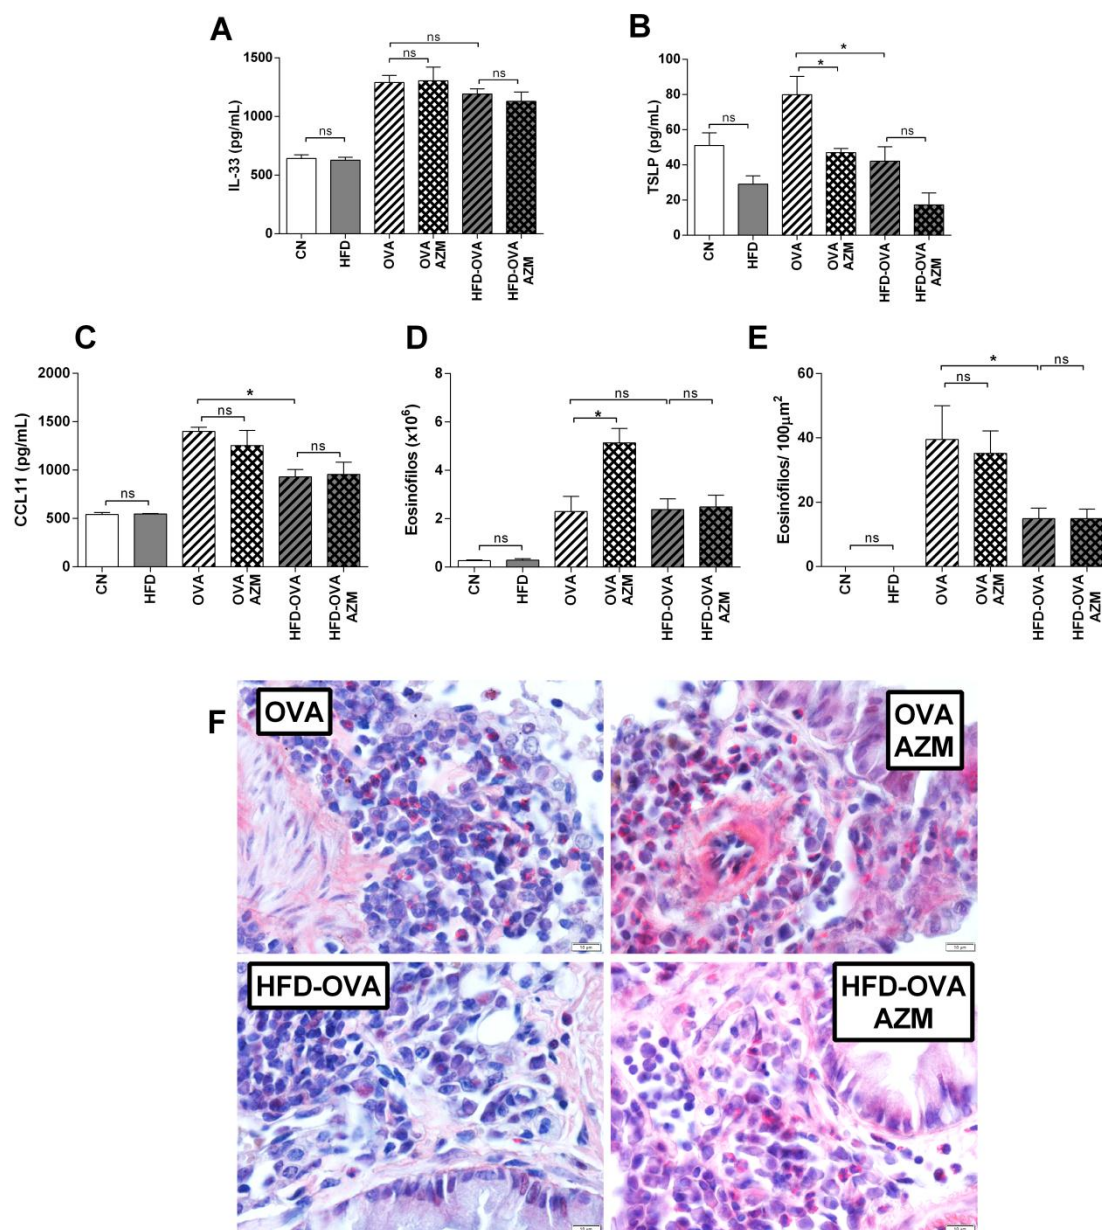 A
IL-33 (pg/mL)
1500
1000
500
0
ns
ns
ns
ns
CN
HFD
OVA
OVA
AZM
HFD-OVA
HFD-OVA
AZM
B
TSLP (pg/mL)
100
80
60
40
20
0
ns
*
*
ns
CN
HFD
OVA
OVA
AZM
HFD-OVA
HFD-OVA
AZM
C
CCL11 (pg/mL)
2000
1500
1000
500
0
ns
*
ns
ns
CN
HFD
OVA
OVA
AZM
HFD-OVA
HFD-OVA
AZM
D
Eosinófilos (x10⁶)
8
6
4
2
0
ns
ns
ns
*
CN
HFD
OVA
OVA
AZM
HFD-OVA
HFD-OVA
AZM
E
Eosinófilos/ 100µm²
60
40
20
0
ns
*
ns
ns
CN
HFD
OVA
OVA
AZM
HFD-OVA
HFD-OVA
AZM
F
OVA
OVA
AZM
HFD-OVA
HFD-OVA
AZM